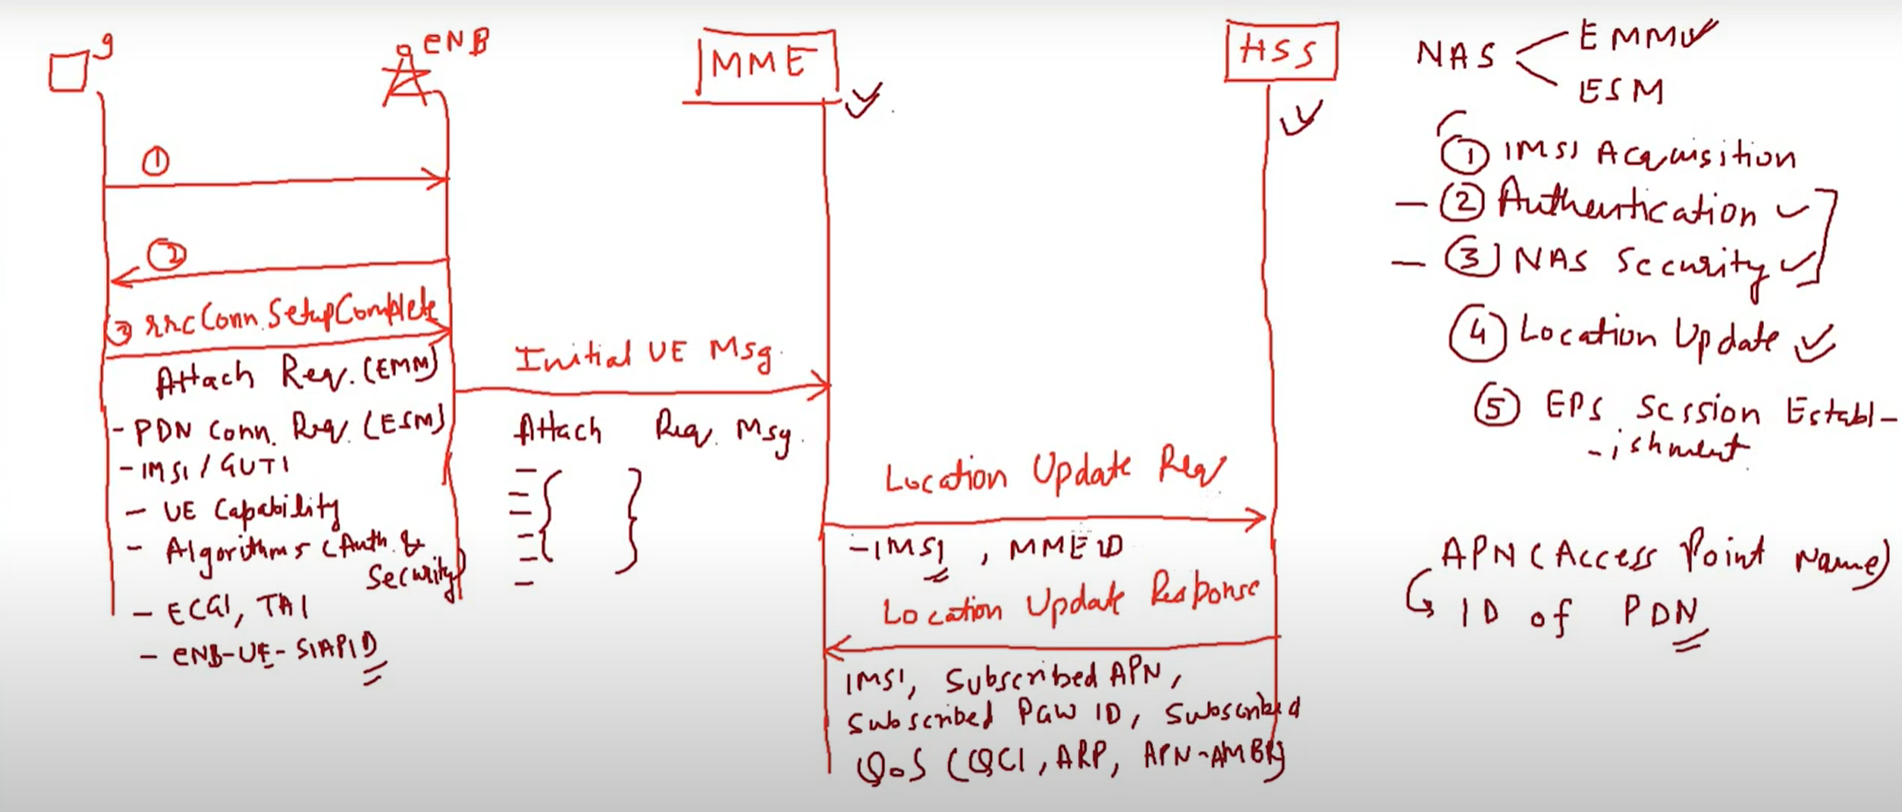 eNB
MME
HSS
①
②
③ rrcConn.SetupComplete
Attach Req. (EMM)
- PDN Conn. Req. (ESM)
- IMSI / GUTI
- UE Capability
- Algorithms (Auth. &
Security)
- ECGI, TAI
- eNB-UE-S1APID
Initial UE Msg.
Attach Req. Msg.
Location Update Req
- IMSI, MME ID
Location Update Response
IMSI, Subscribed APN,
Subscribed PGW ID, Subscribed
QoS (QCI, ARP, APN-AMBR)
NAS
EMM
ESM
① IMSI Acquisition
- ② Authentication
- ③ NAS Security
④ Location Update
⑤ EPS Session Establ-
-ishment
APN (Access Point Name)
ID of PDN